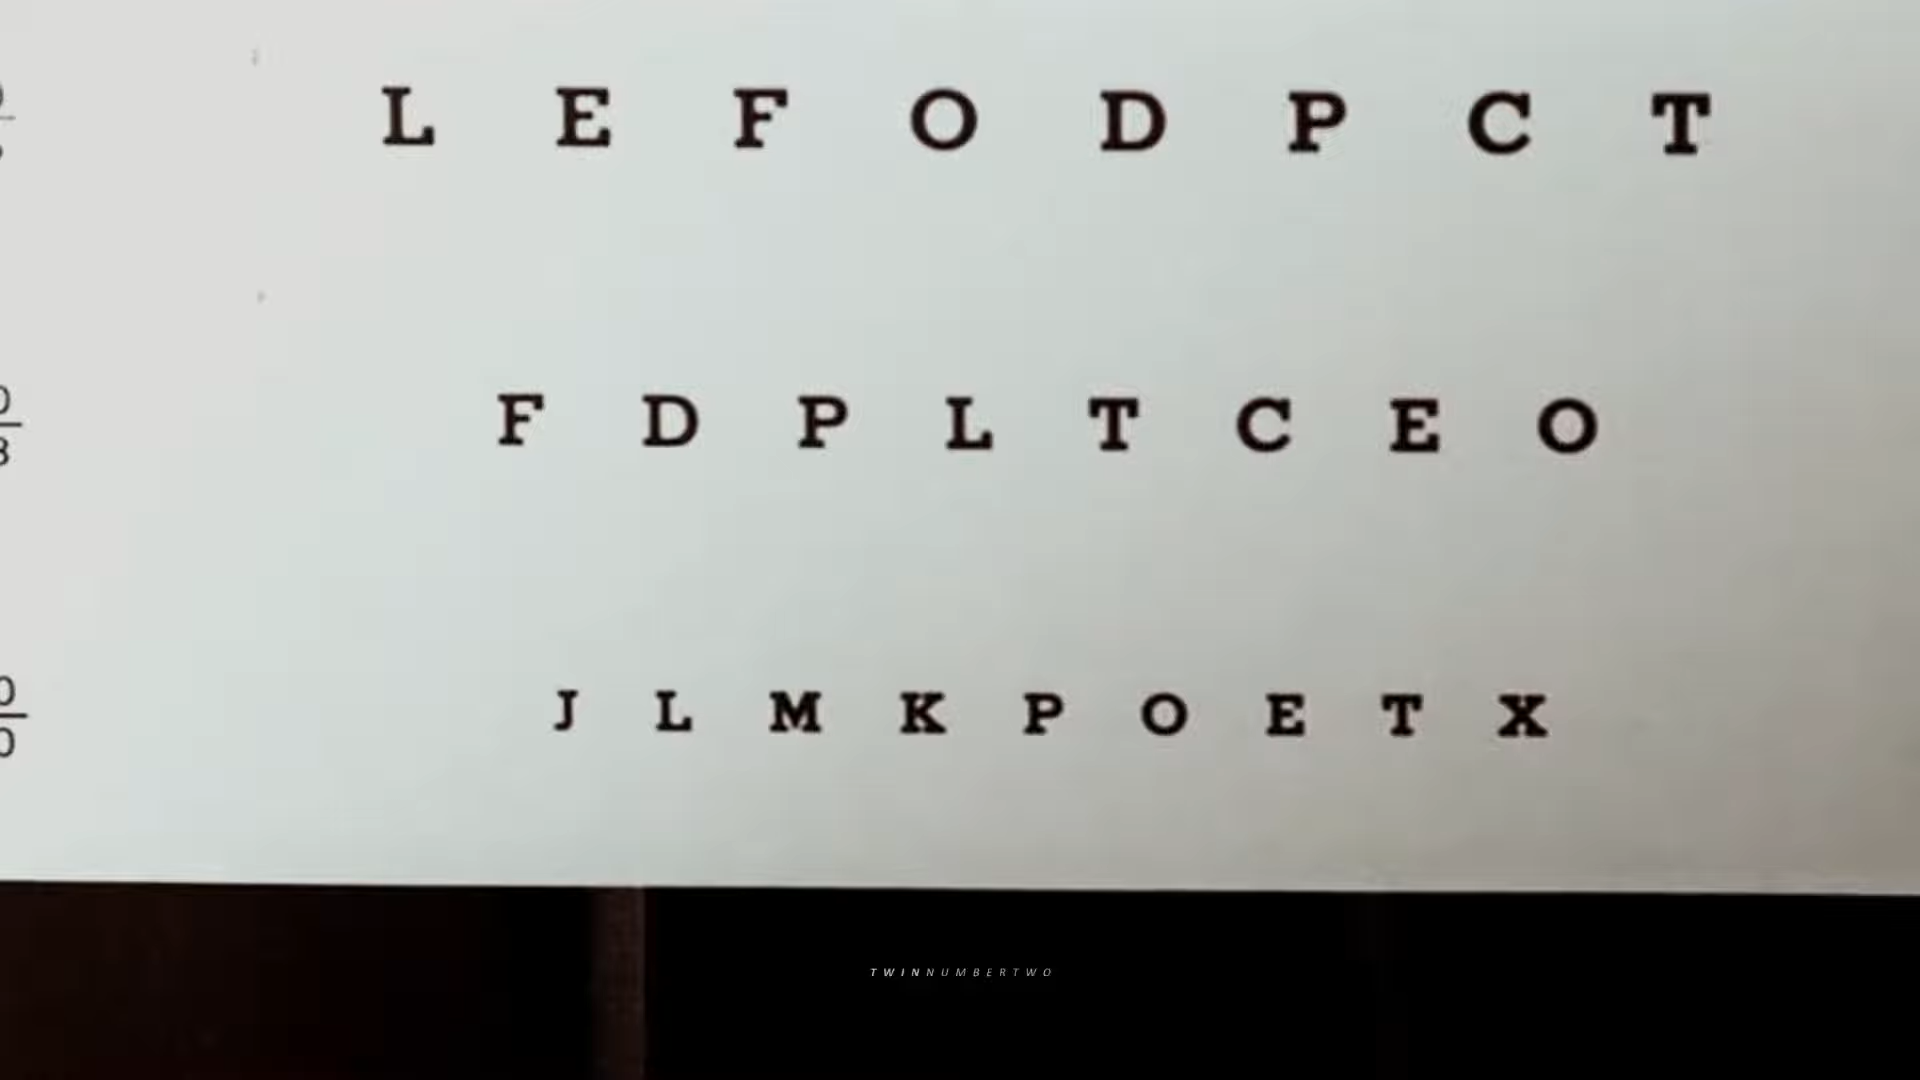 L E F O D P C T
F D P L T C E O
J L M K P O E T X
TWINNUMBERTWO